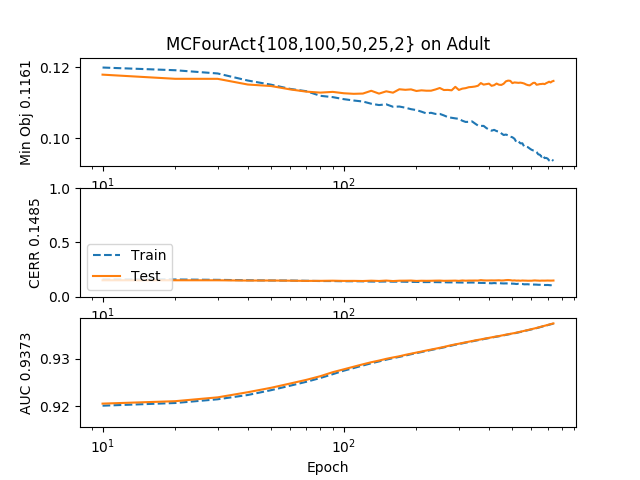 MCFourAct{108,100,50,25,2} on Adult
Min Obj 0.1161
0.12
0.10
10¹
10²
CERR 0.1485
1.0
0.5
0.0
Train
Test
10¹
10²
AUC 0.9373
0.93
0.92
10¹
10²
Epoch